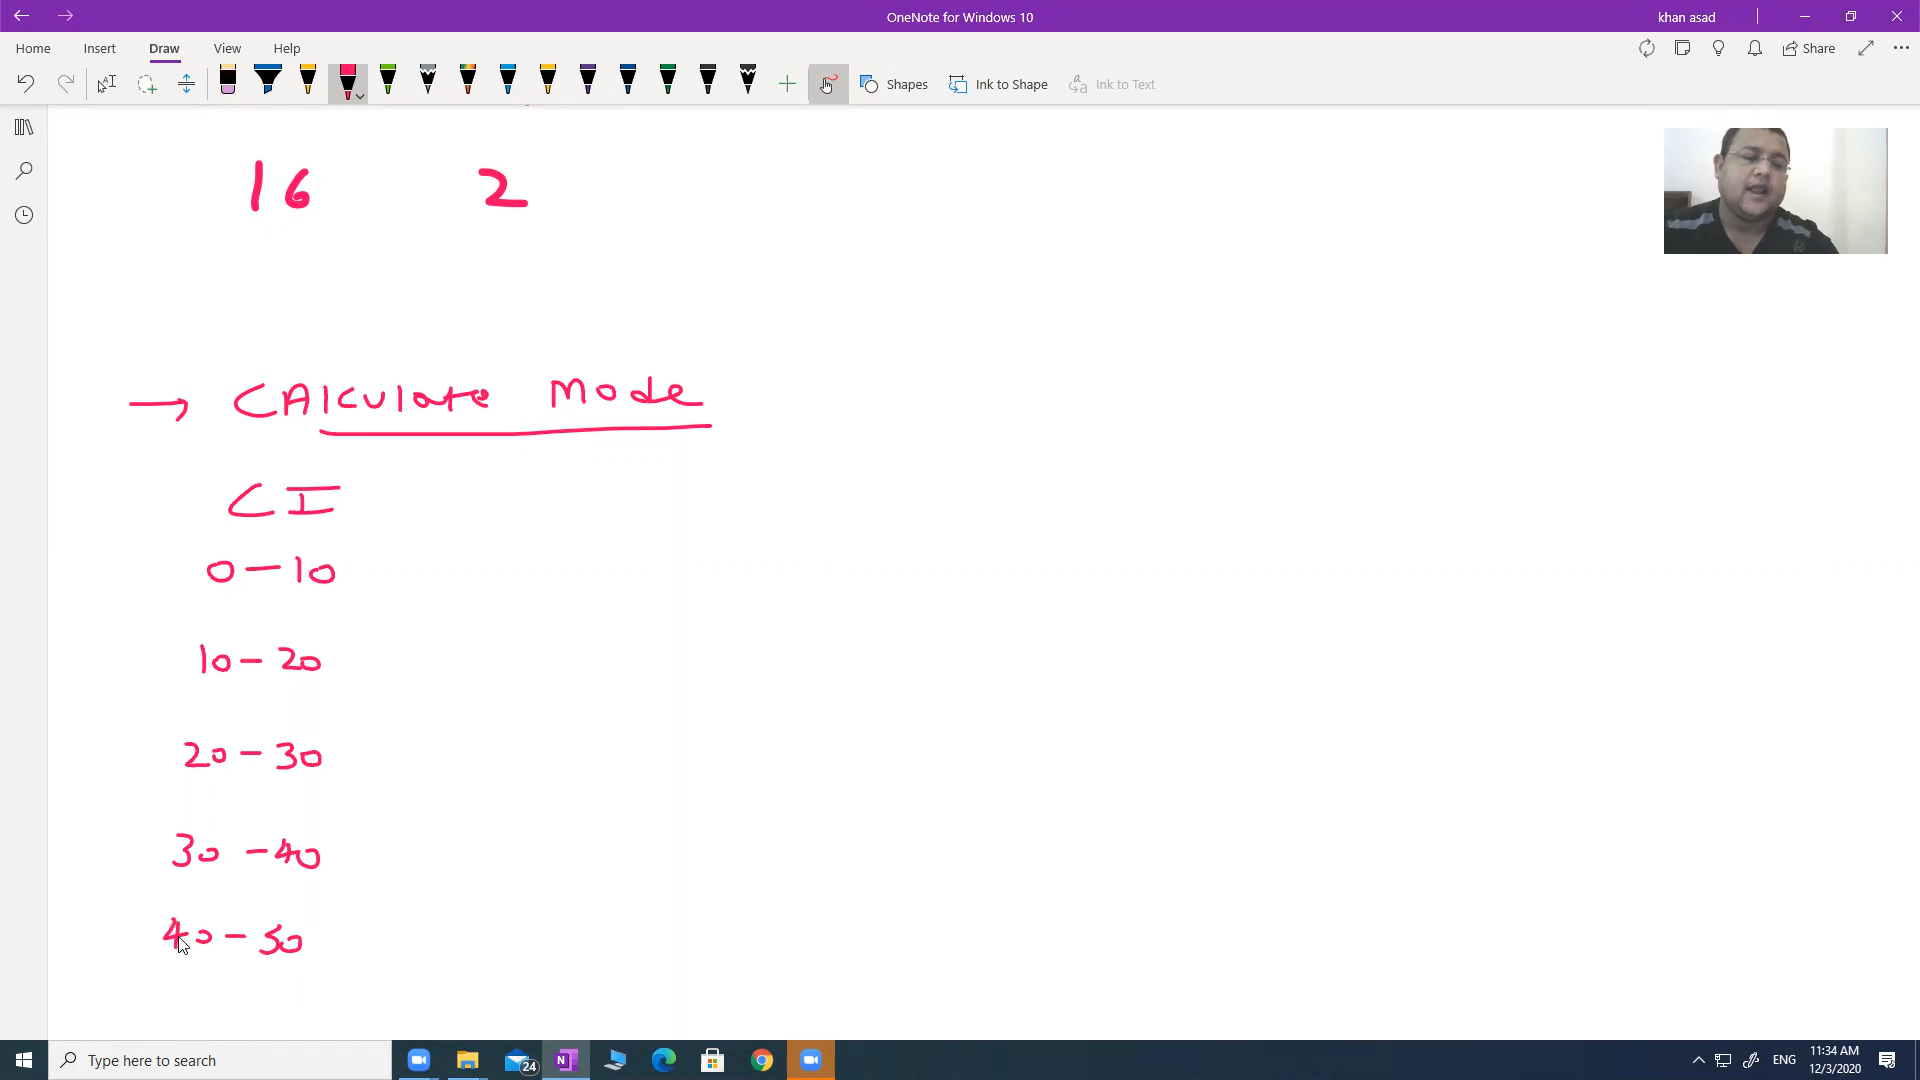 OneNote for Windows 10
khan asad
Home Insert Draw View Help
Share
Shapes Ink to Shape Ink to Text
16 2
→ CAlculate Mode
CI
0 – 10
10 – 20
20 – 30
30 – 40
40 – 50
Type here to search
24
ENG
11:34 AM
12/3/2020